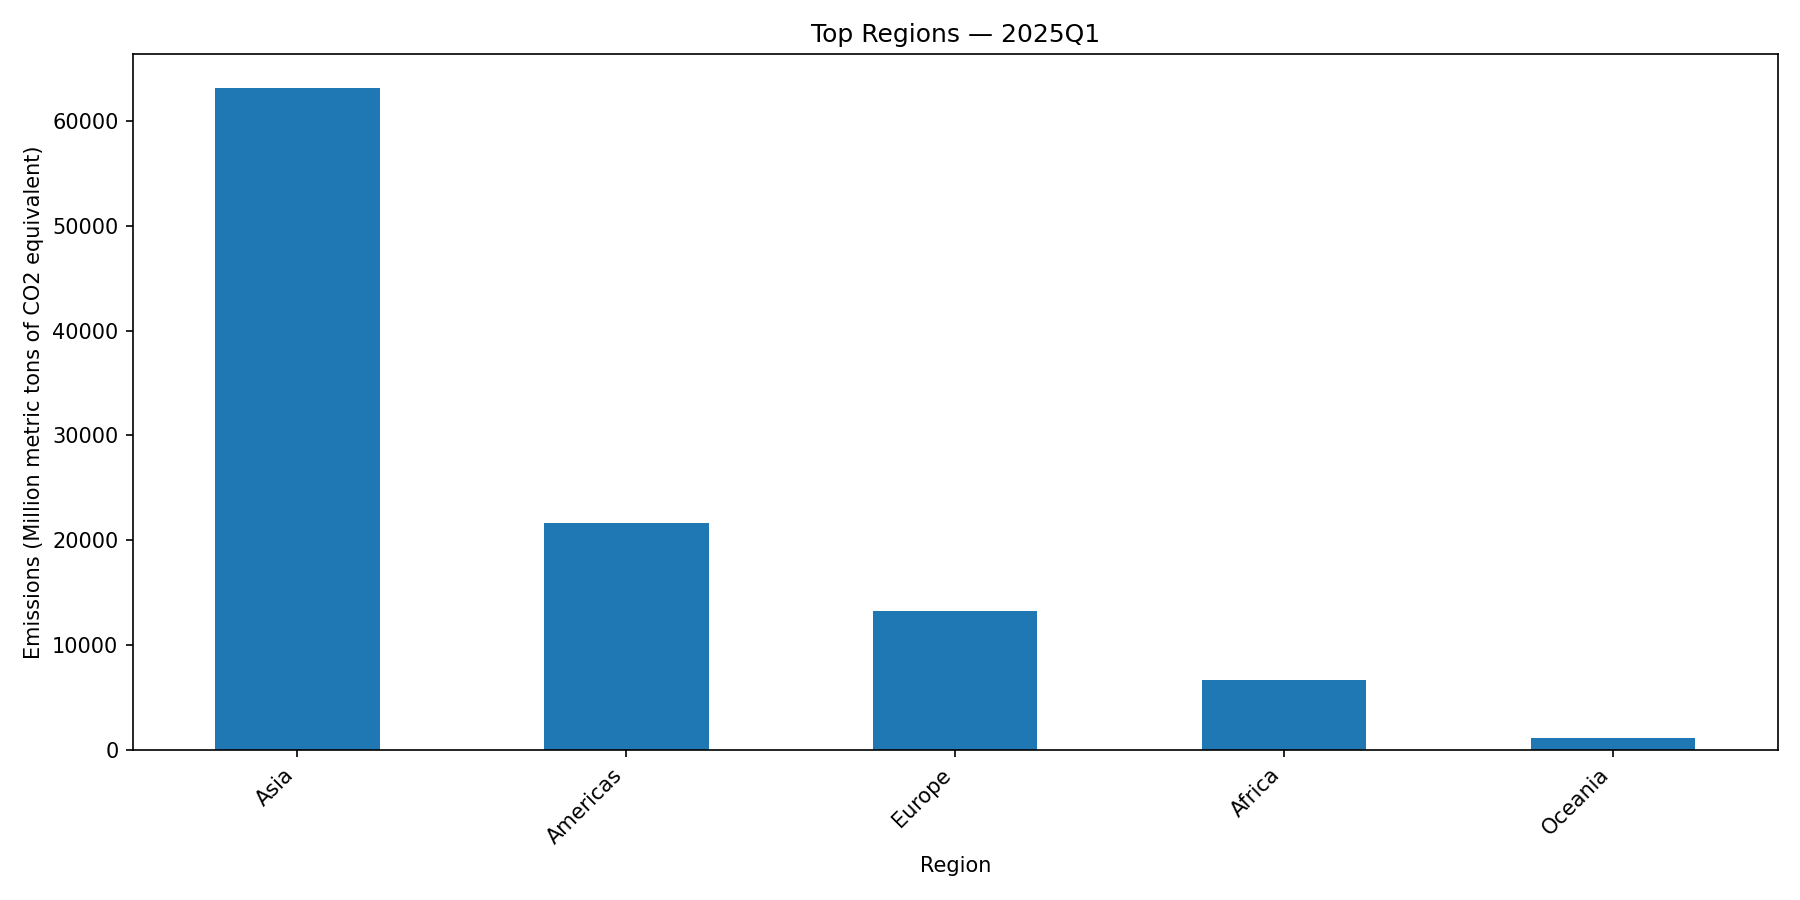 Top Regions — 2025Q1
Emissions (Million metric tons of CO2 equivalent)
60000
50000
40000
30000
20000
10000
0
Asia
Americas
Europe
Africa
Oceania
Region